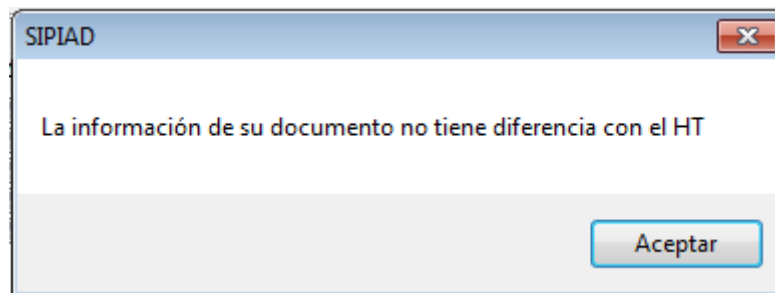 SIPIAD
La información de su documento no tiene diferencia con el HT
Aceptar